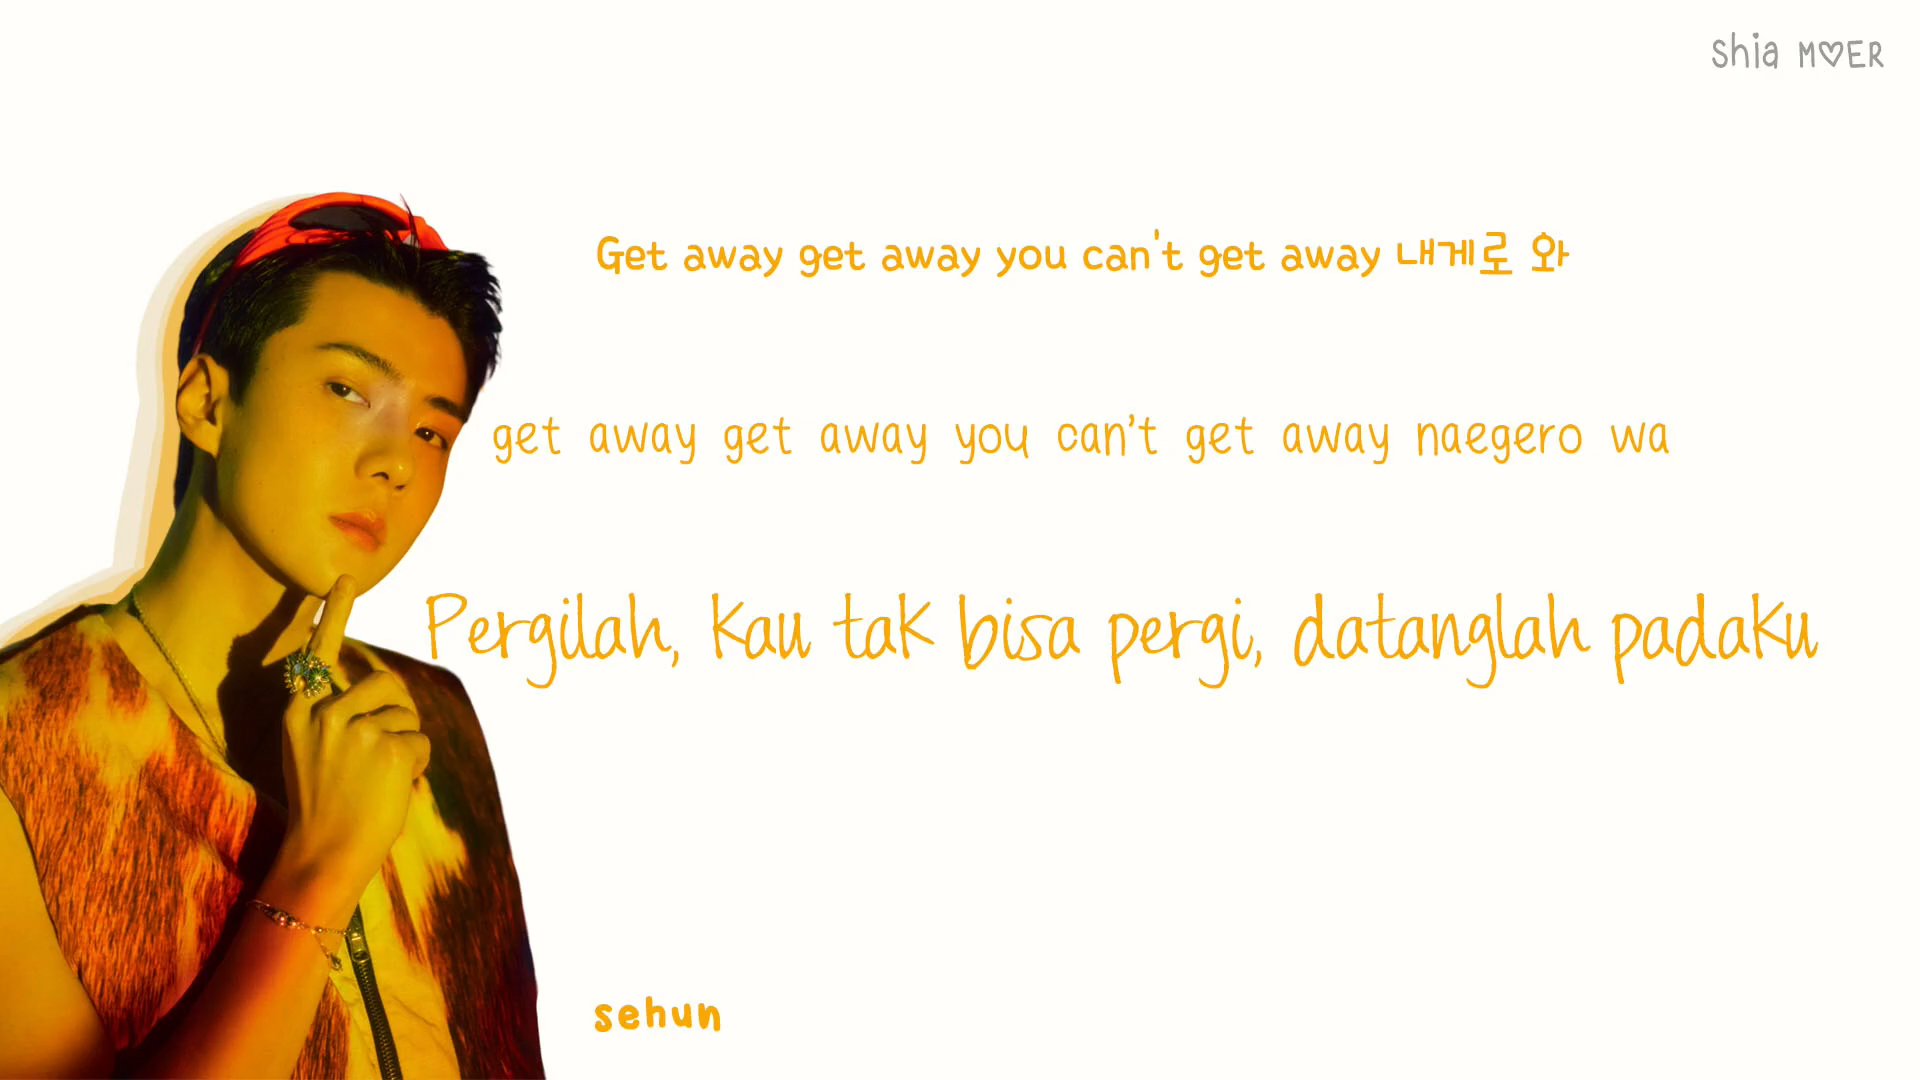 Shia M♡ER
Get away get away you can't get away 내게로 와
get away get away you can't get away naegero wa
Pergilah, kau tak bisa pergi, datanglah padaku
sehun